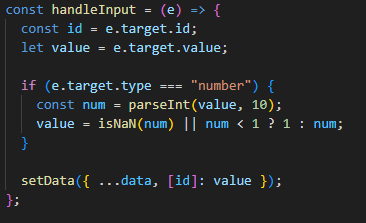 const handleInput = (e) => {
  const id = e.target.id;
  let value = e.target.value;

  if (e.target.type === "number") {
    const num = parseInt(value, 10);
    value = isNaN(num) || num < 1 ? 1 : num;
  }

  setData({ ...data, [id]: value });
};